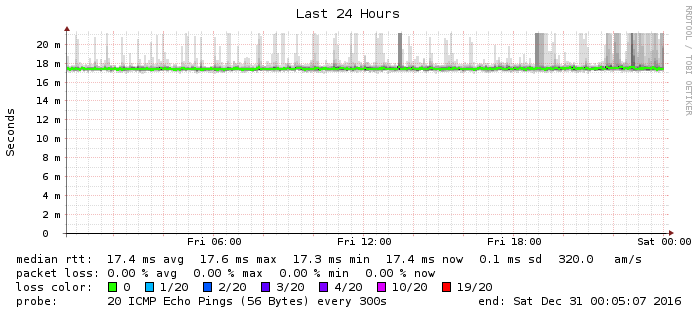 Last 24 Hours
RRDTOOL / TOBI OETIKER
Seconds
20 m
18 m
16 m
14 m
12 m
10 m
8 m
6 m
4 m
2 m
0
Fri 06:00 Fri 12:00 Fri 18:00 Sat 00:00
median rtt: 17.4 ms avg 17.6 ms max 17.3 ms min 17.4 ms now 0.1 ms sd 320.0 am/s
packet loss: 0.00 % avg 0.00 % max 0.00 % min 0.00 % now
loss color: 0 1/20 2/20 3/20 4/20 10/20 19/20
probe: 20 ICMP Echo Pings (56 Bytes) every 300s end: Sat Dec 31 00:05:07 2016